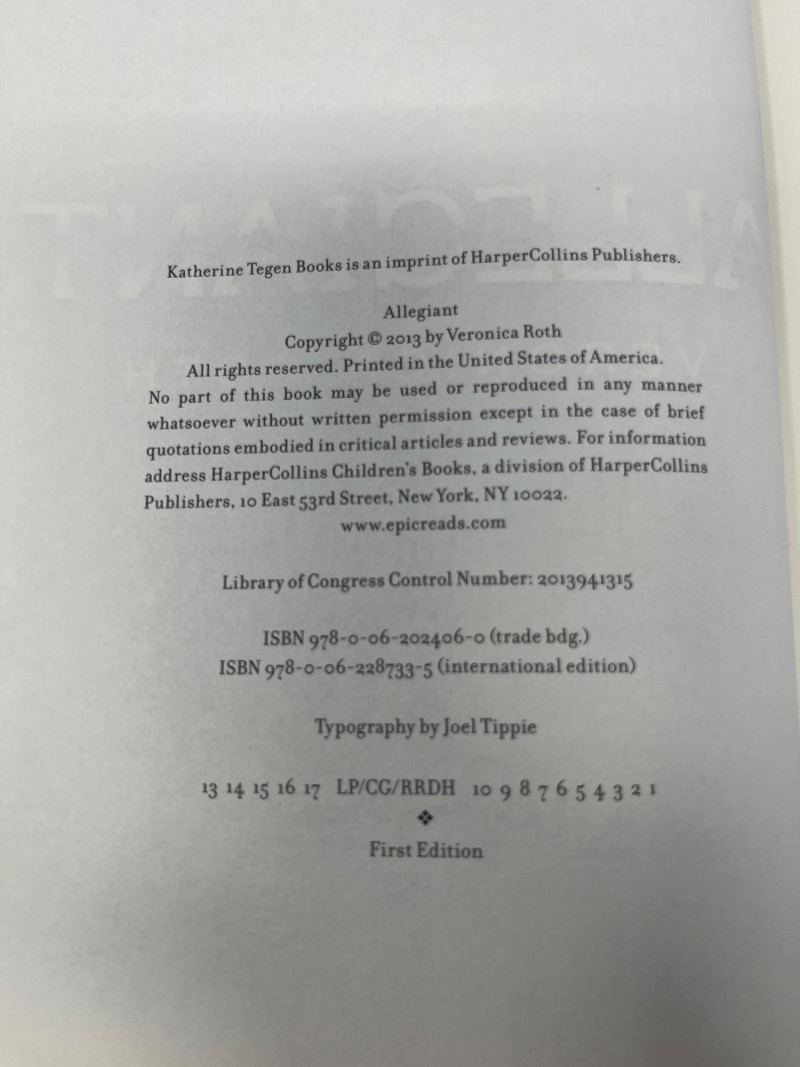 Katherine Tegen Books is an imprint of HarperCollins Publishers.
Allegiant
Copyright © 2013 by Veronica Roth
All rights reserved. Printed in the United States of America.
No part of this book may be used or reproduced in any manner
whatsoever without written permission except in the case of brief
quotations embodied in critical articles and reviews. For information
address HarperCollins Children's Books, a division of HarperCollins
Publishers, 10 East 53rd Street, New York, NY 10022.
www.epicreads.com
Library of Congress Control Number: 2013941315
ISBN 978-0-06-202406-0 (trade bdg.)
ISBN 978-0-06-228733-5 (international edition)
Typography by Joel Tippie
13 14 15 16 17 LP/CG/RRDH 10 9 8 7 6 5 4 3 2 1
❖
First Edition